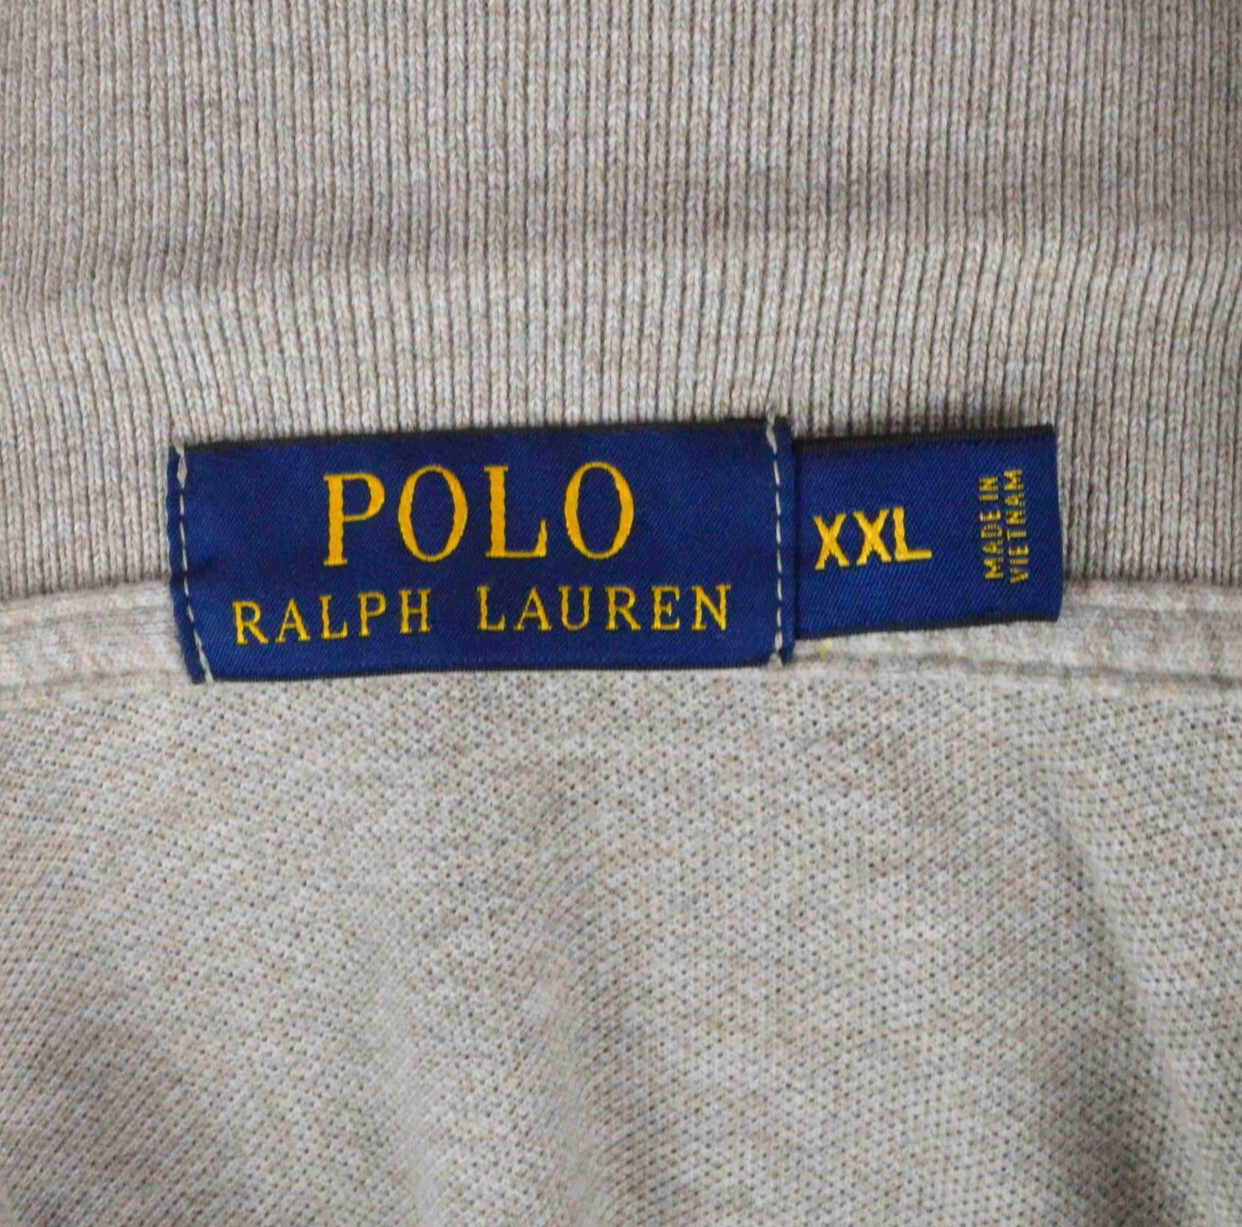 POLO
RALPH LAUREN
XXL
MADE IN
VIETNAM